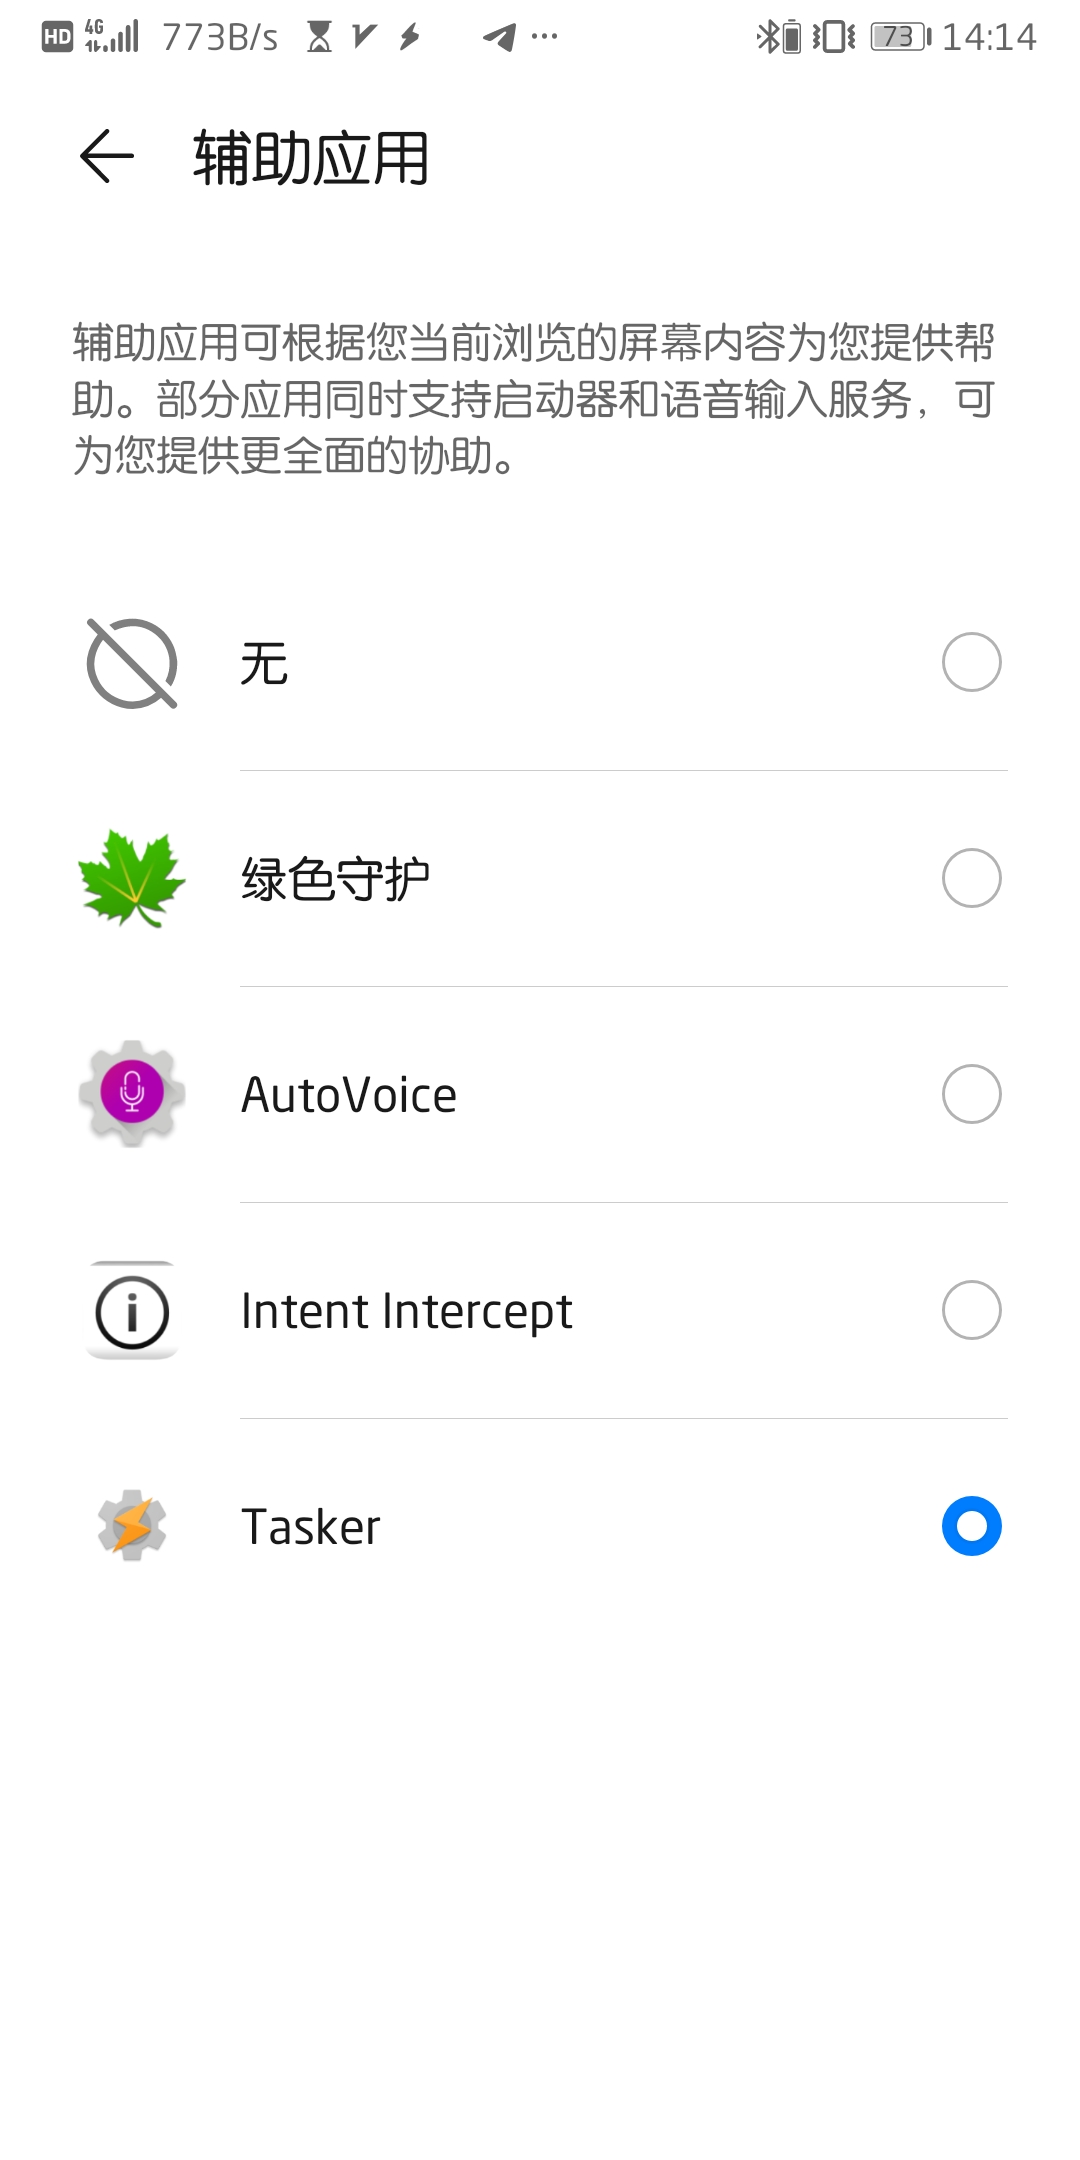 HD 4G 773B/s 73 14:14
辅助应用
辅助应用可根据您当前浏览的屏幕内容为您提供帮
助。部分应用同时支持启动器和语音输入服务，可
为您提供更全面的协助。
无
绿色守护
AutoVoice
Intent Intercept
Tasker